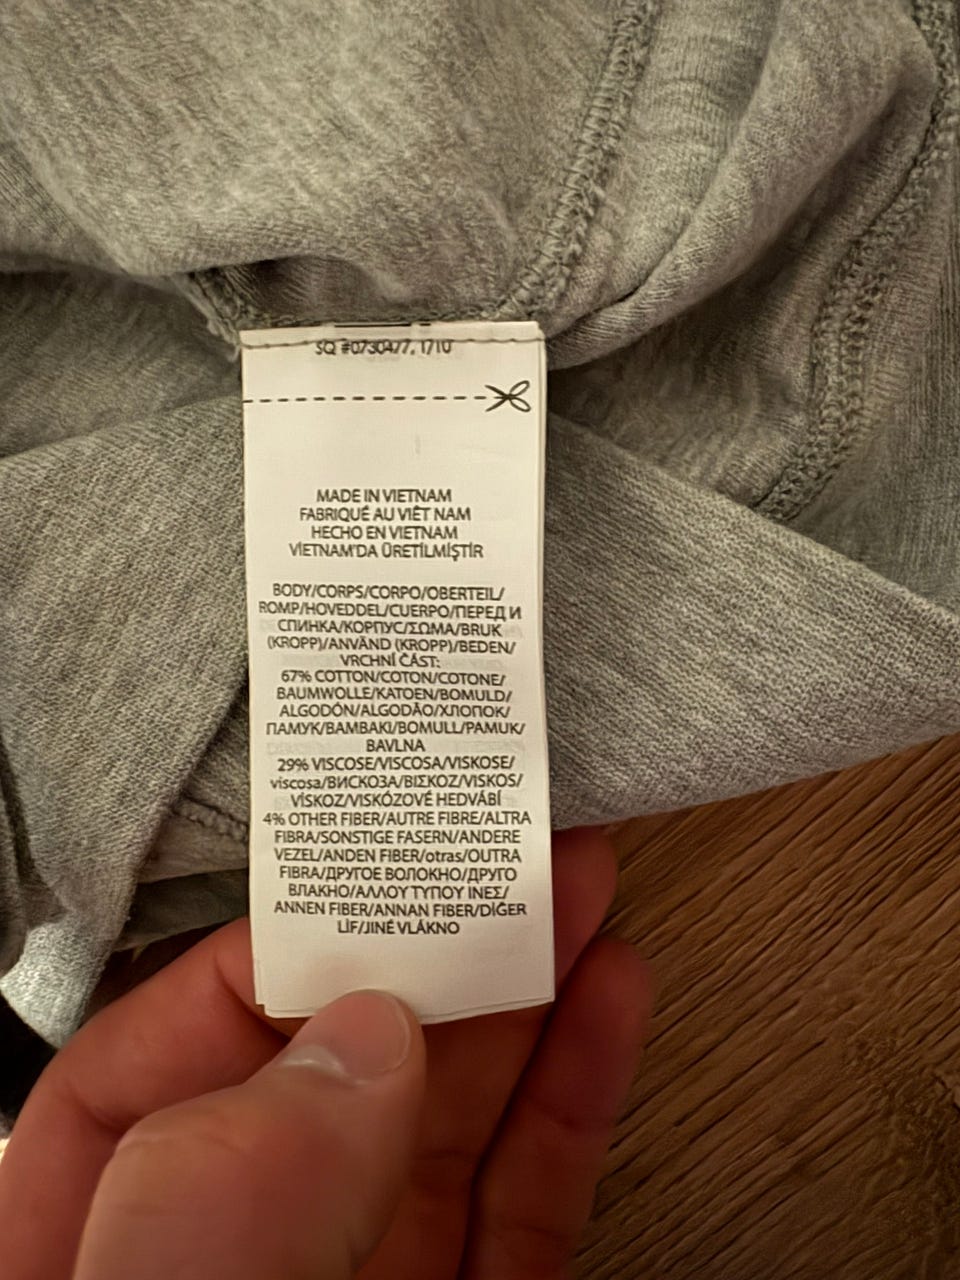 SQ #0730477, 1710
MADE IN VIETNAM
FABRIQUÉ AU VIÊT NAM
HECHO EN VIETNAM
VİETNAM'DA ÜRETİLMİŞTİR
BODY/CORPS/CORPO/OBERTEIL/
ROMP/HOVEDDEL/CUERPO/ПЕРЕД И
СПИНКА/КОРПУС/ΣΩΜΑ/BRUK
(KROPP)/ANVÄND (KROPP)/BEDEN/
VRCHNÍ ČÁST:
67% COTTON/COTON/COTONE/
BAUMWOLLE/KATOEN/BOMULD/
ALGODÓN/ALGODÃO/ХЛОПОК/
ПАМУК/ΒΑΜΒΑΚΙ/BOMULL/PAMUK/
BAVLNA
29% VISCOSE/VISCOSA/VISKOSE/
viscosa/ВИСКОЗА/ΒΙΣΚΟΖ/VISKOS/
VİSKOZ/VISKÓZOVÉ HEDVÁBÍ
4% OTHER FIBER/AUTRE FIBRE/ALTRA
FIBRA/SONSTIGE FASERN/ANDERE
VEZEL/ANDEN FIBER/otras/OUTRA
FIBRA/ДРУГОЕ ВОЛОКНО/ДРУГО
ВЛАКНО/ΑΛΛΟΥ ΤΥΠΟΥ ΙΝΕΣ/
ANNEN FIBER/ANNAN FIBER/DİĞER
LİF/JINÉ VLÁKNO